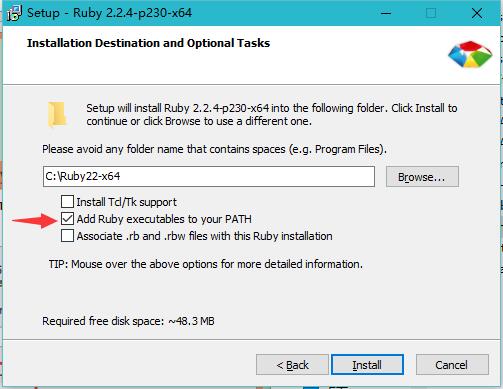 Setup - Ruby 2.2.4-p230-x64
Installation Destination and Optional Tasks
Setup will install Ruby 2.2.4-p230-x64 into the following folder. Click Install to
continue or click Browse to use a different one.
Please avoid any folder name that contains spaces (e.g. Program Files).
C:\Ruby22-x64
Browse...
Install Tcl/Tk support
Add Ruby executables to your PATH
Associate .rb and .rbw files with this Ruby installation
TIP: Mouse over the above options for more detailed information.
Required free disk space: ~48.3 MB
< Back
Install
Cancel